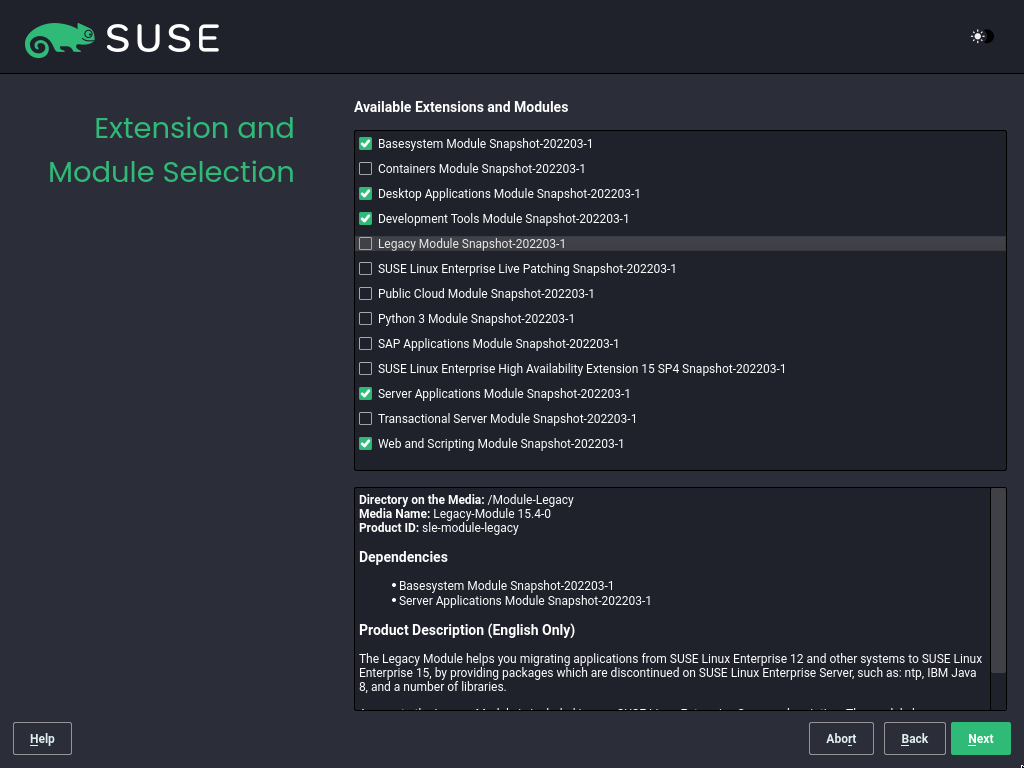 SUSE
Extension and
Module Selection
Available Extensions and Modules
Basesystem Module Snapshot-202203-1
Containers Module Snapshot-202203-1
Desktop Applications Module Snapshot-202203-1
Development Tools Module Snapshot-202203-1
Legacy Module Snapshot-202203-1
SUSE Linux Enterprise Live Patching Snapshot-202203-1
Public Cloud Module Snapshot-202203-1
Python 3 Module Snapshot-202203-1
SAP Applications Module Snapshot-202203-1
SUSE Linux Enterprise High Availability Extension 15 SP4 Snapshot-202203-1
Server Applications Module Snapshot-202203-1
Transactional Server Module Snapshot-202203-1
Web and Scripting Module Snapshot-202203-1
Directory on the Media: /Module-Legacy
Media Name: Legacy-Module 15.4-0
Product ID: sle-module-legacy
Dependencies
• Basesystem Module Snapshot-202203-1
• Server Applications Module Snapshot-202203-1
Product Description (English Only)
The Legacy Module helps you migrating applications from SUSE Linux Enterprise 12 and other systems to SUSE Linux
Enterprise 15, by providing packages which are discontinued on SUSE Linux Enterprise Server, such as: ntp, IBM Java
8, and a number of libraries.
Help
Abort
Back
Next